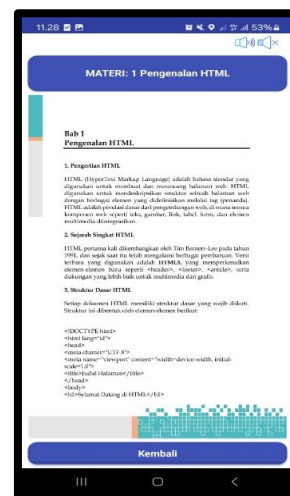 11.28
53%
MATERI: 1 Pengenalan HTML
Bab 1
Pengenalan HTML
1. Pengertian HTML
HTML (HyperText Markup Language) adalah bahasa standar yang
digunakan untuk membuat dan merancang halaman web. HTML
digunakan untuk mendeskripsikan struktur sebuah halaman web
dengan berbagai elemen yang didefinisikan melalui tag (penanda).
HTML adalah pondasi dasar dari pengembangan web, di mana semua
komponen web seperti teks, gambar, link, tabel, form, dan elemen
multimedia diintegrasikan.
2. Sejarah Singkat HTML
HTML pertama kali dikembangkan oleh Tim Berners-Lee pada tahun
1991, dan sejak saat itu telah mengalami berbagai pembaruan. Versi
terbaru yang digunakan adalah HTML5, yang memperkenalkan
elemen-elemen baru seperti <header>, <footer>, <article>, serta
dukungan yang lebih baik untuk multimedia dan grafis.
3. Struktur Dasar HTML
Setiap dokumen HTML memiliki struktur dasar yang wajib diikuti.
Struktur ini dibentuk oleh elemen-elemen berikut:
<!DOCTYPE html>
<html lang="id">
<head>
<meta charset="UTF-8">
<meta name="viewport" content="width=device-width, initial-
scale=1.0">
<title>Judul Halaman</title>
</head>
<body>
<h1>Selamat Datang di HTML</h1>
Kembali